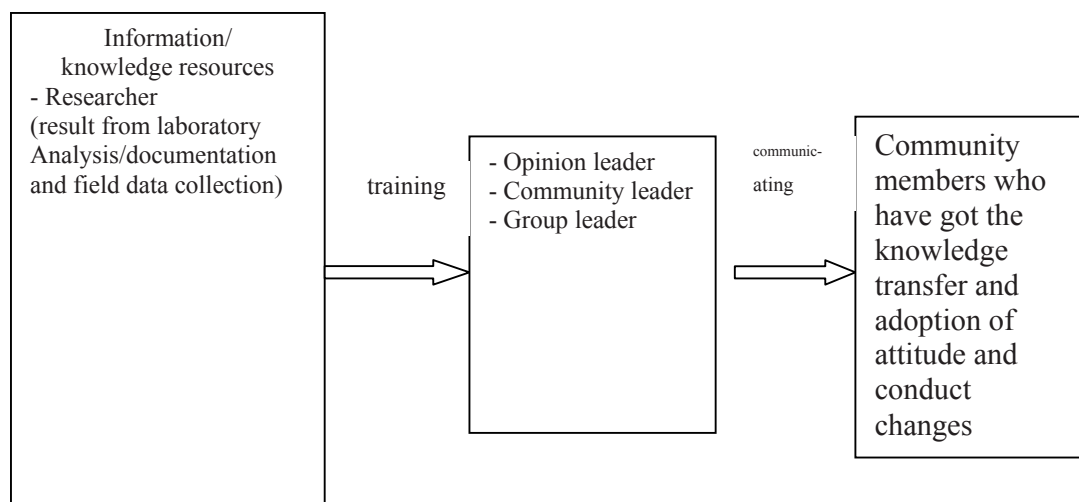 Information/
knowledge resources
- Researcher
(result from laboratory
Analysis/documentation
and field data collection)
training
- Opinion leader
- Community leader
- Group leader
communic-
ating
Community
members who
have got the
knowledge
transfer and
adoption of
attitude and
conduct
changes